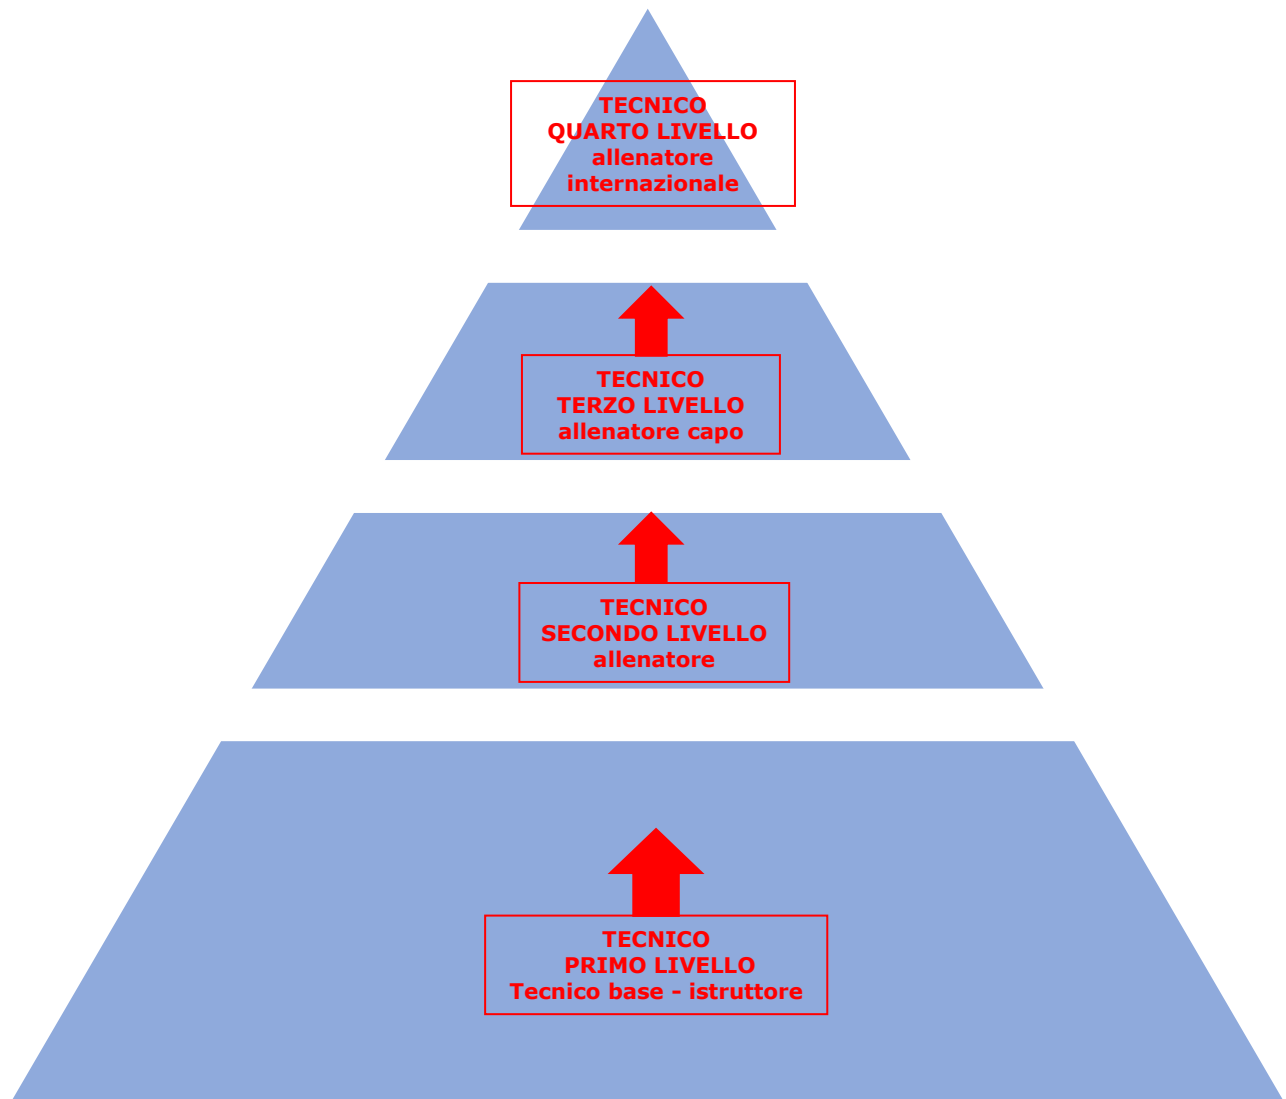 TECNICO
QUARTO LIVELLO
allenatore
internazionale
TECNICO
TERZO LIVELLO
allenatore capo
TECNICO
SECONDO LIVELLO
allenatore
TECNICO
PRIMO LIVELLO
Tecnico base - istruttore